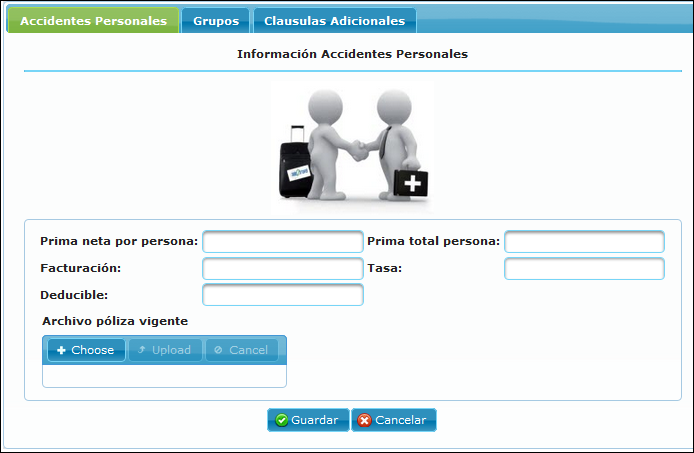 Accidentes Personales Grupos Clausulas Adicionales
Información Accidentes Personales
Prima neta por persona: Prima total persona:
Facturación: Tasa:
Deducible:
Archivo póliza vigente
Choose Upload Cancel
Guardar Cancelar